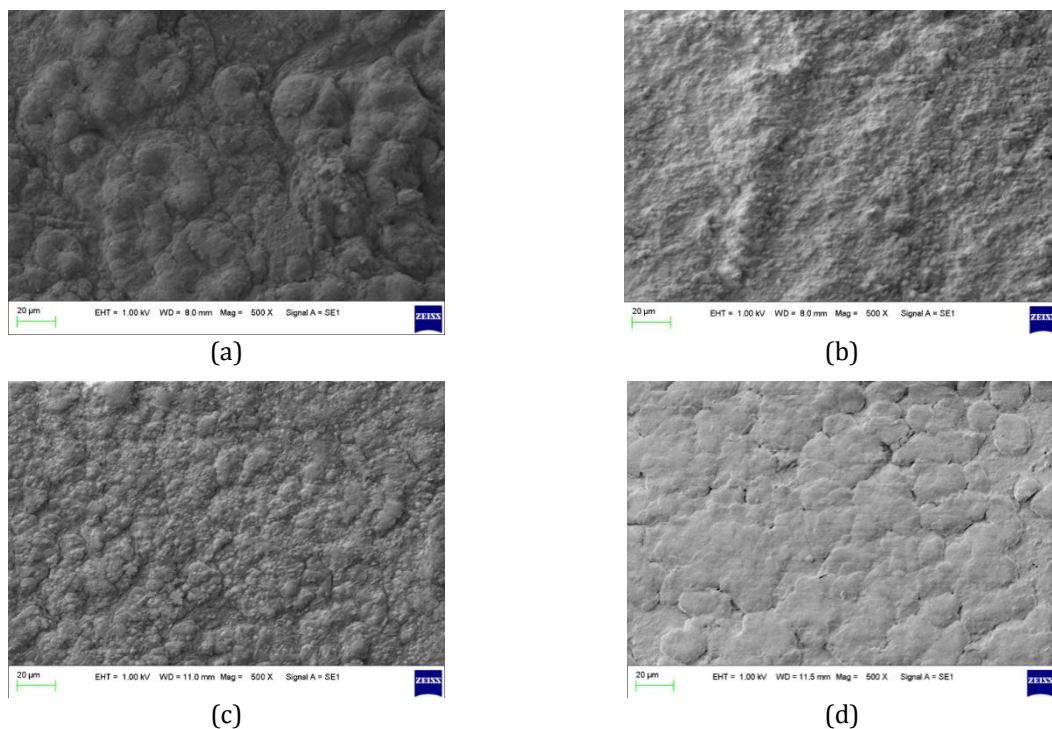 20 µm EHT = 1.00 kV WD = 8.0 mm Mag = 500 X Signal A = SE1 ZEISS
(a)
20 µm EHT = 1.00 kV WD = 8.0 mm Mag = 500 X Signal A = SE1 ZEISS
(b)
20 µm EHT = 1.00 kV WD = 11.0 mm Mag = 500 X Signal A = SE1 ZEISS
(c)
20 µm EHT = 1.00 kV WD = 11.5 mm Mag = 500 X Signal A = SE1 ZEISS
(d)